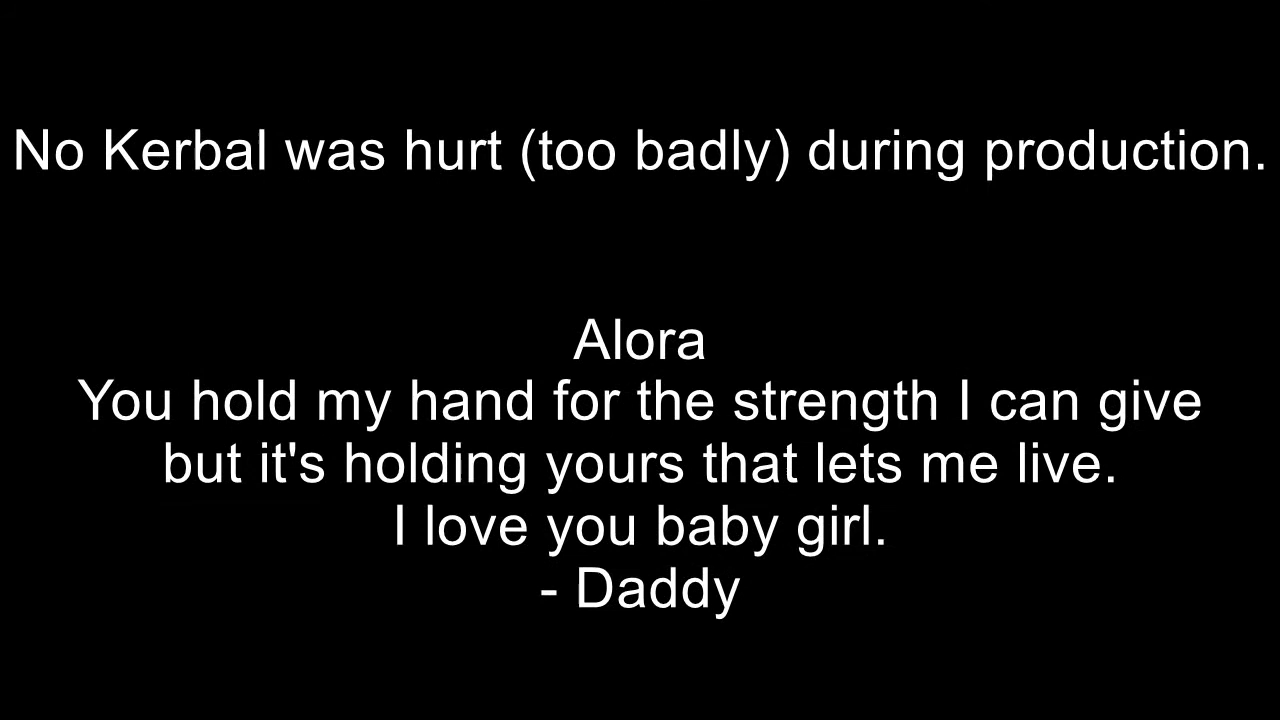 No Kerbal was hurt (too badly) during production.
Alora
You hold my hand for the strength I can give
but it's holding yours that lets me live.
I love you baby girl.
- Daddy